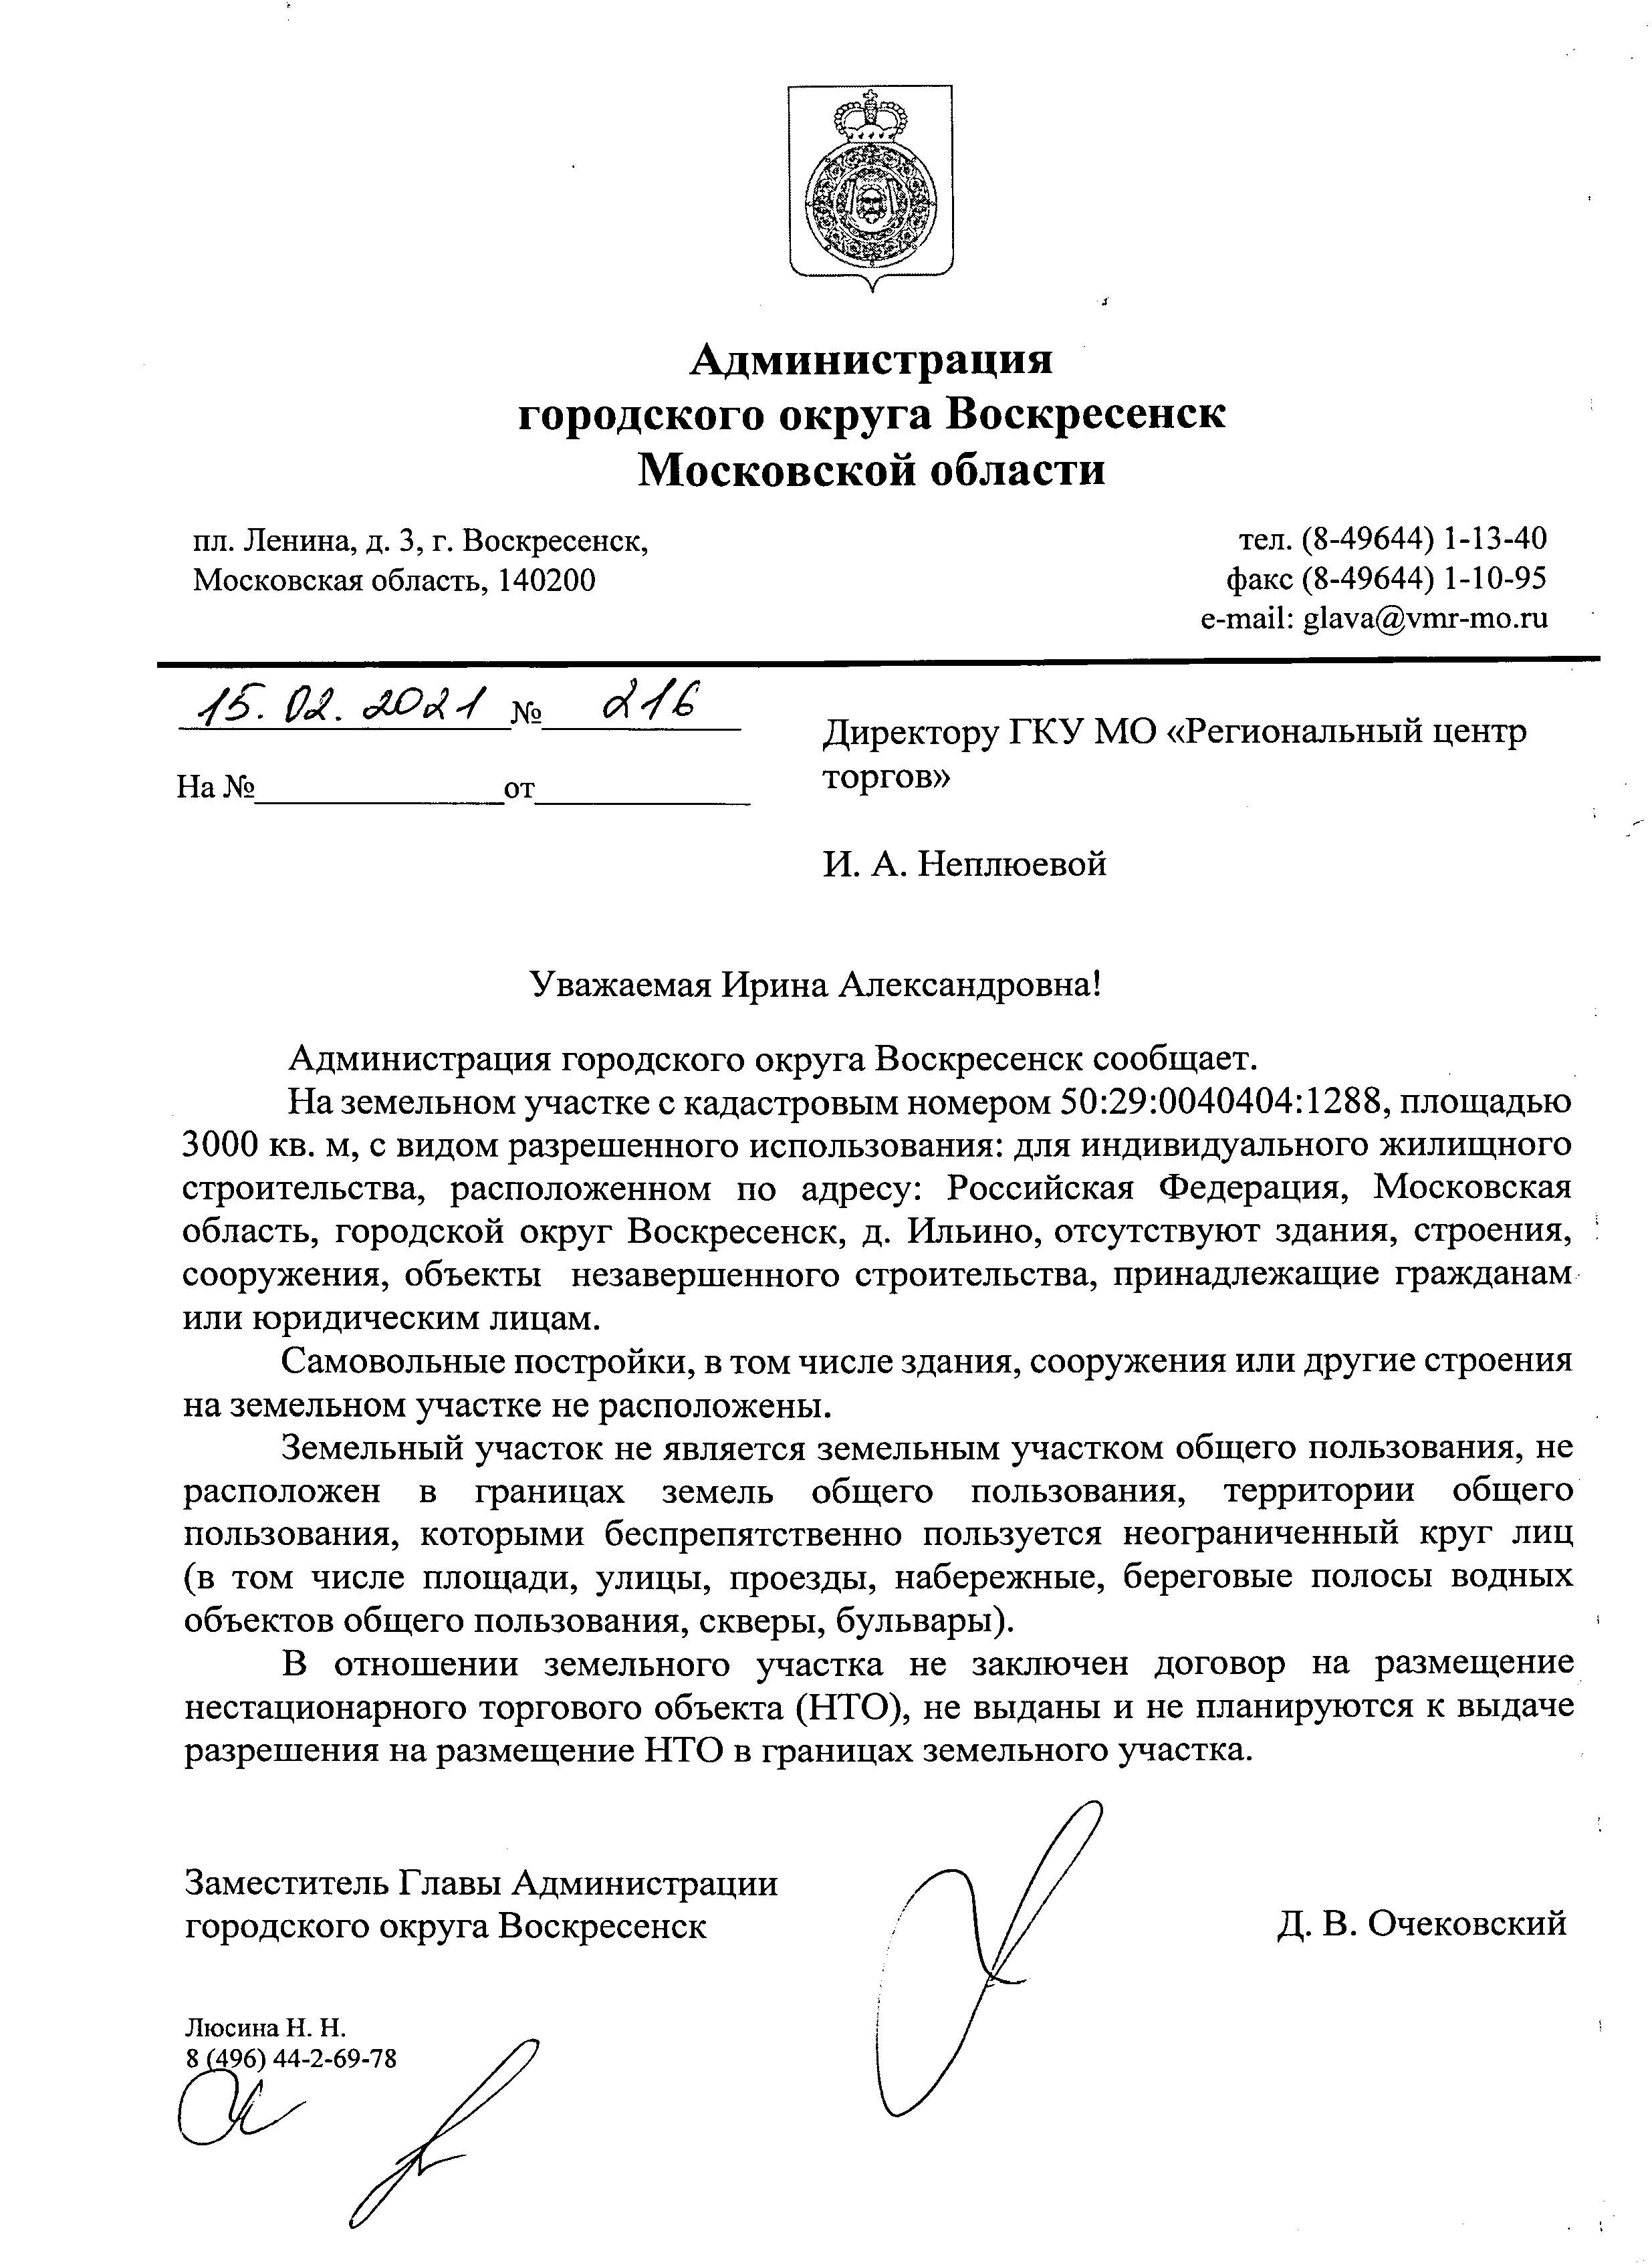 Администрация
городского округа Воскресенск
Московской области
пл. Ленина, д. 3, г. Воскресенск,
Московская область, 140200
тел. (8-49644) 1-13-40
факс (8-49644) 1-10-95
e-mail: glava@vmr-mo.ru
15.02.2021 № 216
На № от
Директору ГКУ МО «Региональный центр
торгов»
И. А. Неплюевой
Уважаемая Ирина Александровна!
Администрация городского округа Воскресенск сообщает.
На земельном участке с кадастровым номером 50:29:0040404:1288, площадью
3000 кв. м, с видом разрешенного использования: для индивидуального жилищного
строительства, расположенном по адресу: Российская Федерация, Московская
область, городской округ Воскресенск, д. Ильино, отсутствуют здания, строения,
сооружения, объекты незавершенного строительства, принадлежащие гражданам
или юридическим лицам.
Самовольные постройки, в том числе здания, сооружения или другие строения
на земельном участке не расположены.
Земельный участок не является земельным участком общего пользования, не
расположен в границах земель общего пользования, территории общего
пользования, которыми беспрепятственно пользуется неограниченный круг лиц
(в том числе площади, улицы, проезды, набережные, береговые полосы водных
объектов общего пользования, скверы, бульвары).
В отношении земельного участка не заключен договор на размещение
нестационарного торгового объекта (НТО), не выданы и не планируются к выдаче
разрешения на размещение НТО в границах земельного участка.
Заместитель Главы Администрации
городского округа Воскресенск
Д. В. Очековский
Люсина Н. Н.
8 (496) 44-2-69-78